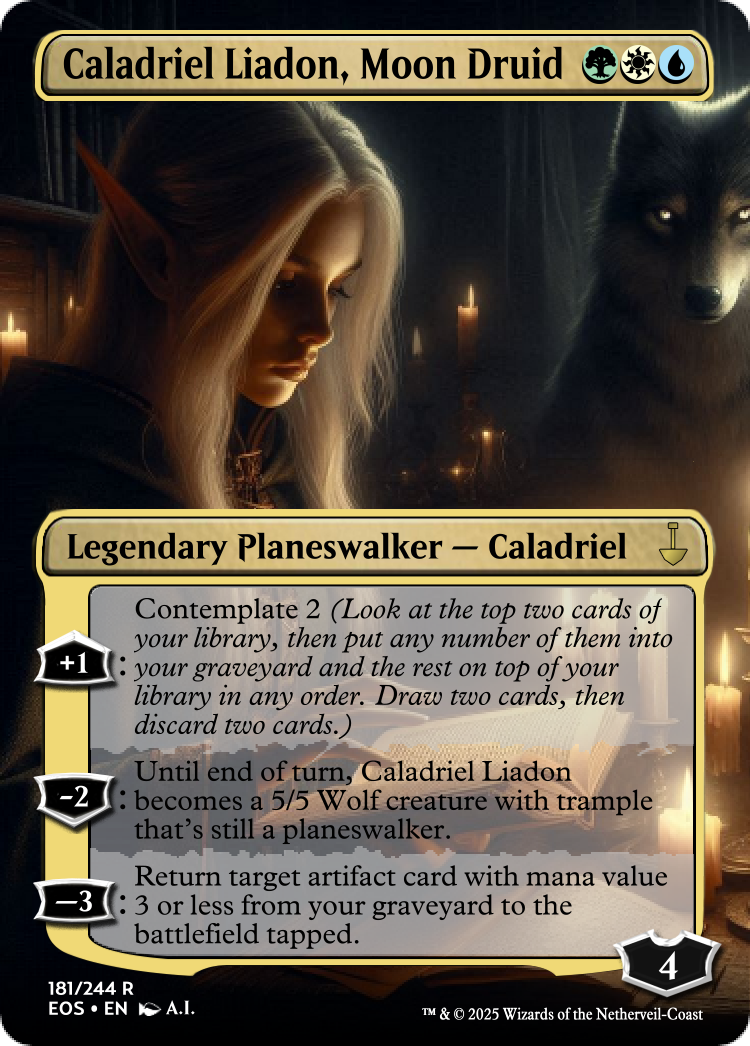 Caladriel Liadon, Moon Druid
Legendary Planeswalker — Caladriel
+1
: Contemplate 2 (Look at the top two cards of
your library, then put any number of them into
your graveyard and the rest on top of your
library in any order. Draw two cards, then
discard two cards.)
-2
: Until end of turn, Caladriel Liadon
becomes a 5/5 Wolf creature with trample
that's still a planeswalker.
—3
: Return target artifact card with mana value
3 or less from your graveyard to the
battlefield tapped.
4
181/244 R
EOS • EN A.I.
™ & © 2025 Wizards of the Netherveil-Coast